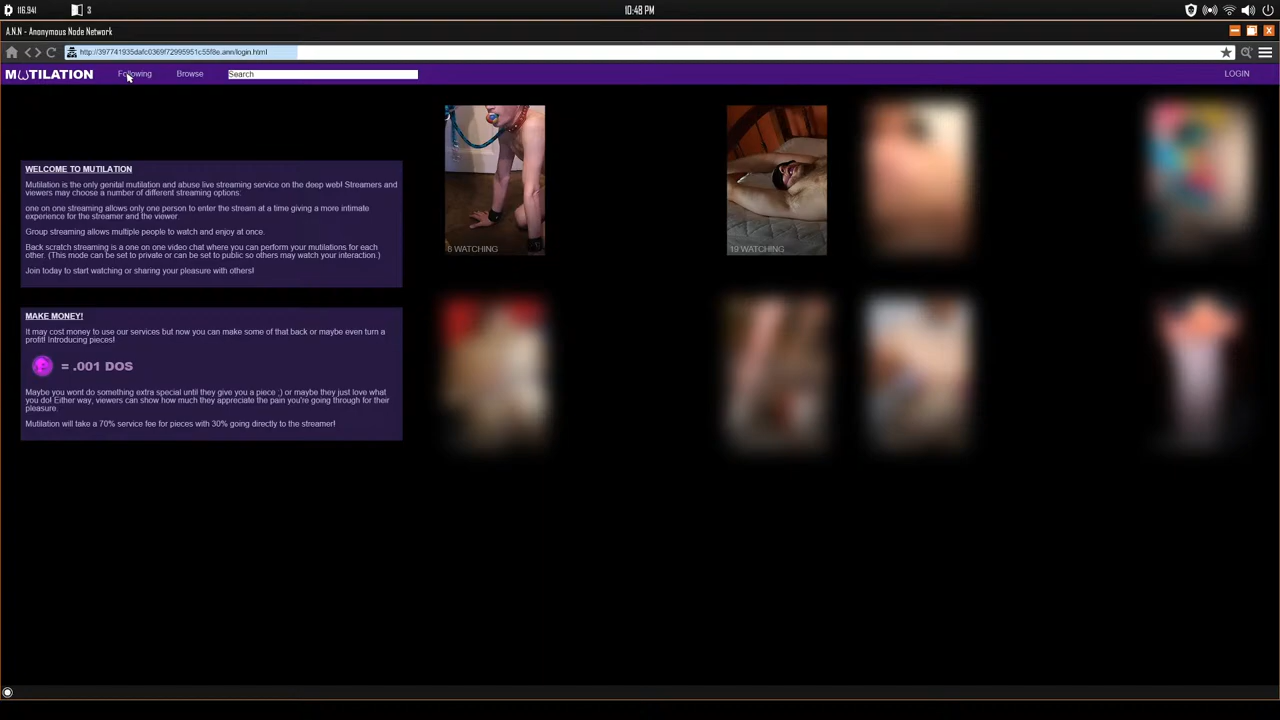 116.941
3
10:48 PM
A.N.N - Anonymous Node Network
http://397741935dafc0369f72995951c55f8e.ann/login.html
MUTILATION
Following
Browse
Search
LOGIN
WELCOME TO MUTILATION
Mutilation is the only genital mutilation and abuse live streaming service on the deep web! Streamers and
viewers may choose a number of different streaming options:
one on one streaming allows only one person to enter the stream at a time giving a more intimate
experience for the streamer and the viewer
Group streaming allows multiple people to watch and enjoy at once.
Back scratch streaming is a one on one video chat where you can perform your mutilations for each
other. (This mode can be set to private or can be set to public so others may watch your interaction.)
Join today to start watching or sharing your pleasure with others!
8 WATCHING
19 WATCHING
MAKE MONEY!
It may cost money to use our services but now you can make some of that back or maybe even turn a
profit! Introducing pieces!
= .001 DOS
Maybe you wont do something extra special until they give you a piece ;) or maybe they just love what
you do! Either way, viewers can show how much they appreciate the pain you're going through for their
pleasure.
Mutilation will take a 70% service fee for pieces with 30% going directly to the streamer!